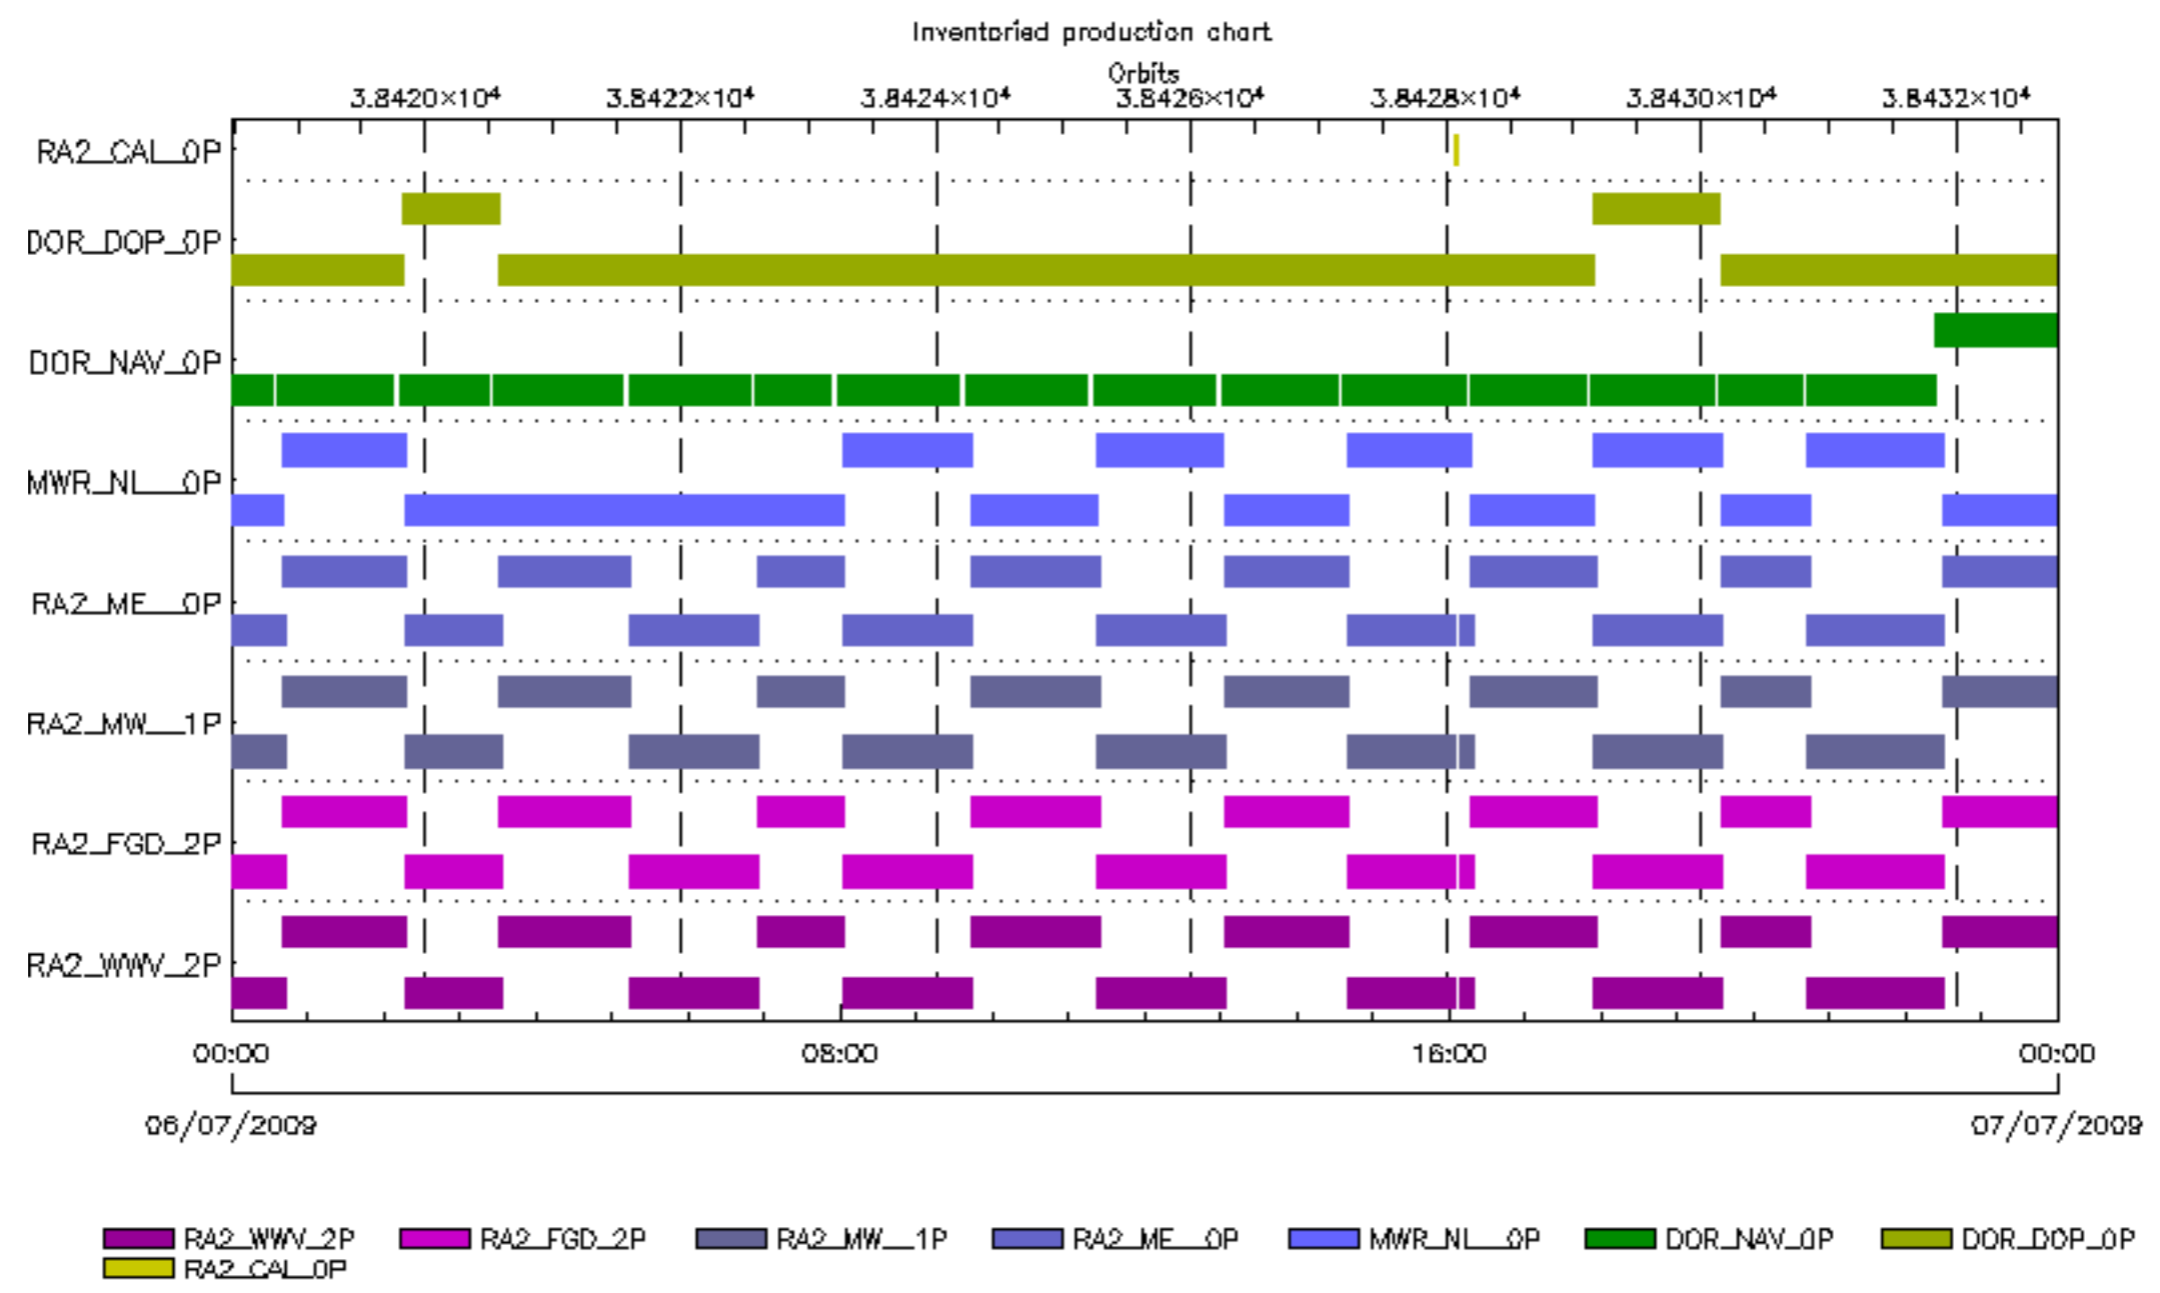 Inventoried production chart
Orbits
3.8420×10⁴ 3.8422×10⁴ 3.8424×10⁴ 3.8426×10⁴ 3.8428×10⁴ 3.8430×10⁴ 3.8432×10⁴
RA2_CAL_0P
DOR_DOP_0P
DOR_NAV_0P
MWR_NL__0P
RA2_ME__0P
RA2_MW__1P
RA2_FGD_2P
RA2_WWV_2P
00:00 08:00 16:00 00:00
06/07/2009 07/07/2009
RA2_WWV_2P RA2_FGD_2P RA2_MW__1P RA2_ME__0P MWR_NL__0P DOR_NAV_0P DOR_DOP_0P
RA2_CAL_0P